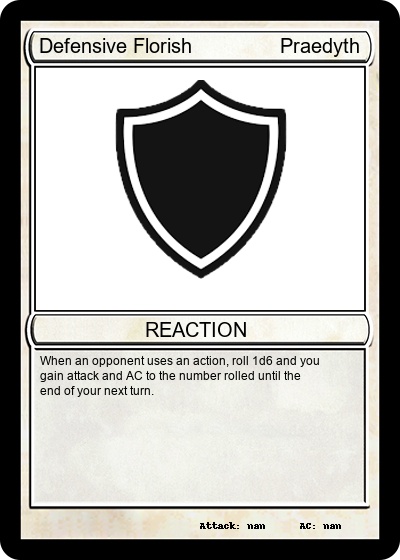 Defensive Florish Praedyth
REACTION
When an opponent uses an action, roll 1d6 and you
gain attack and AC to the number rolled until the
end of your next turn.
Attack: nan AC: nan